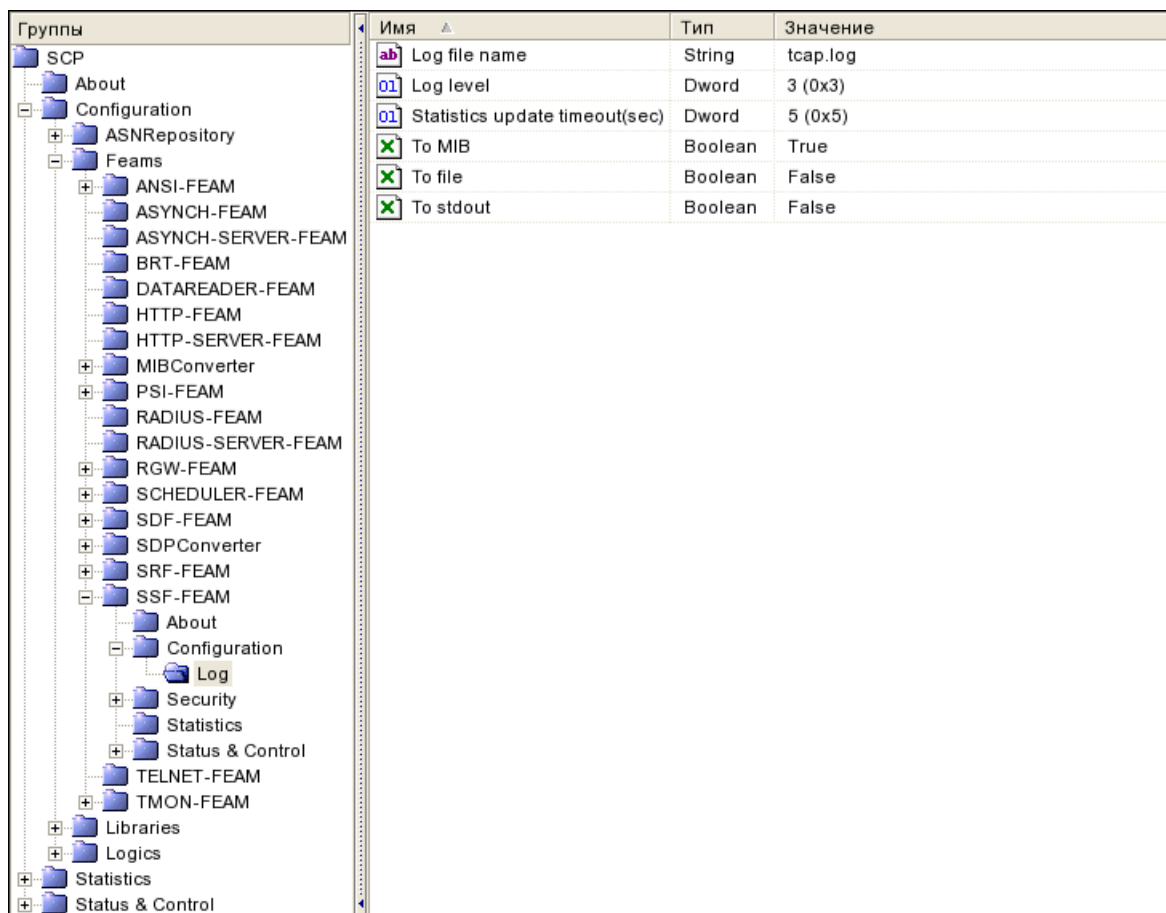 Группы
SCP
About
Configuration
ASNRepository
Feams
ANSI-FEAM
ASYNCH-FEAM
ASYNCH-SERVER-FEAM
BRT-FEAM
DATAREADER-FEAM
HTTP-FEAM
HTTP-SERVER-FEAM
MIBConverter
PSI-FEAM
RADIUS-FEAM
RADIUS-SERVER-FEAM
RGW-FEAM
SCHEDULER-FEAM
SDF-FEAM
SDPConverter
SRF-FEAM
SSF-FEAM
About
Configuration
Log
Security
Statistics
Status & Control
TELNET-FEAM
TMON-FEAM
Libraries
Logics
Statistics
Status & Control
Имя Тип Значение
ab Log file name String tcap.log
01 Log level Dword 3 (0x3)
01 Statistics update timeout(sec) Dword 5 (0x5)
To MIB Boolean True
To file Boolean False
To stdout Boolean False